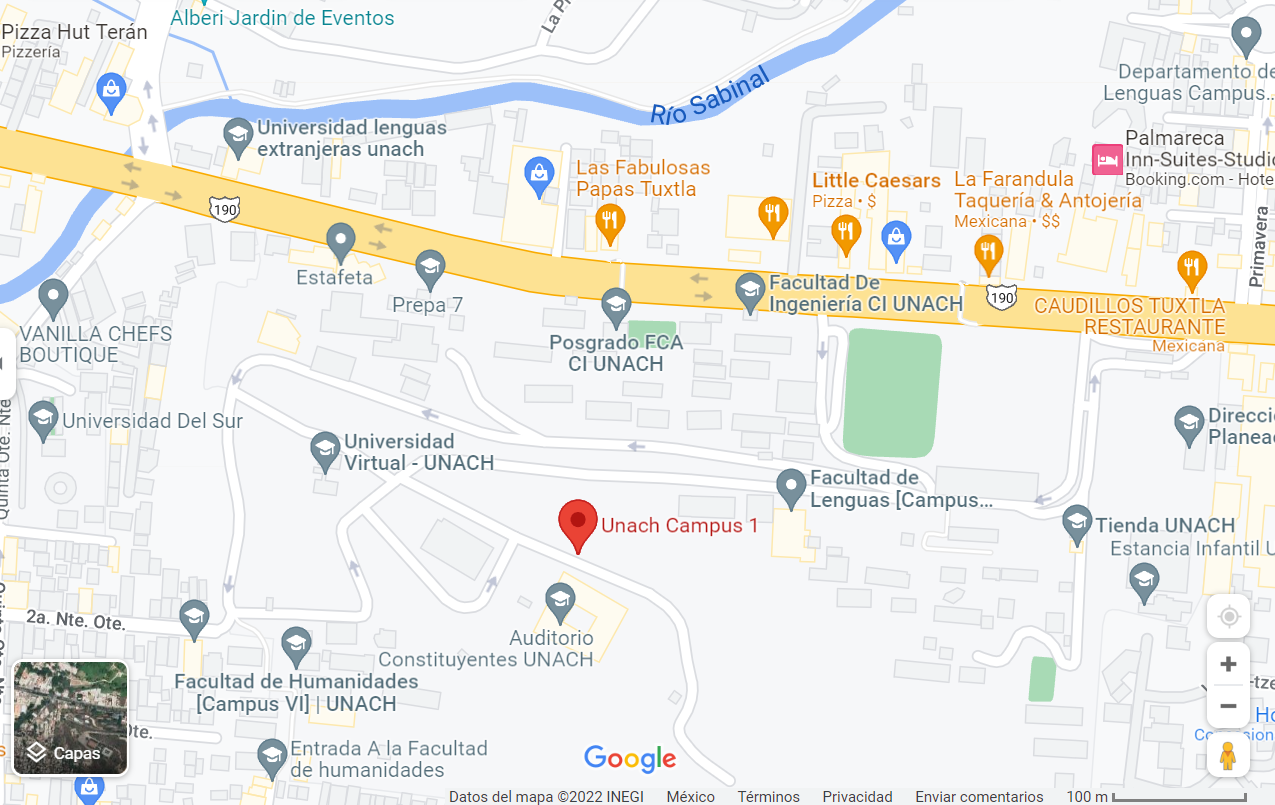 Alberi Jardin de Eventos
La P
Pizza Hut Terán
Pizzería
Departamento de
Lenguas Campus...
Río Sabinal
Universidad lenguas
extranjeras unach
Palmareca
Inn-Suites-Studio
Booking.com - Hote
Las Fabulosas
Papas Tuxtla
Little Caesars
Pizza • $
La Farandula
Taquería & Antojería
Mexicana • $$
190
Primavera
Estafeta
Prepa 7
Facultad De
Ingeniería CI UNACH
190
CAUDILLOS TUXTLA
RESTAURANTE
Mexicana
VANILLA CHEFS
BOUTIQUE
Posgrado FCA
CI UNACH
Quinta Ote. Nte
Universidad Del Sur
Direcci
Planea
Universidad
Virtual - UNACH
Facultad de
Lenguas [Campus...
Unach Campus 1
Tienda UNACH
Estancia Infantil U
2a. Nte. Ote.
Auditorio
Constituyentes UNACH
Facultad de Humanidades
[Campus VI] | UNACH
Entrada A la Facultad
de humanidades
Ote.
Capas
Google
Datos del mapa ©2022 INEGI
México
Términos
Privacidad
Enviar comentarios
100 m